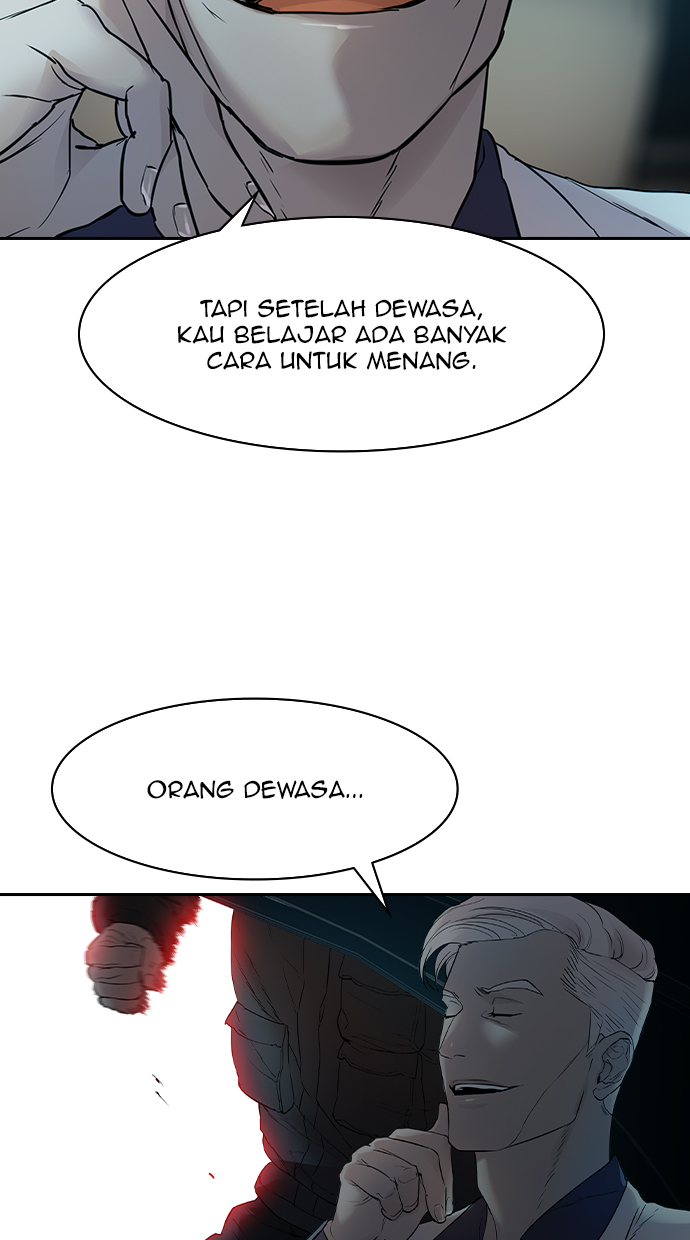 TAPI SETELAH DEWASA,
KAU BELAJAR ADA BANYAK
CARA UNTUK MENANG.
ORANG DEWASA...